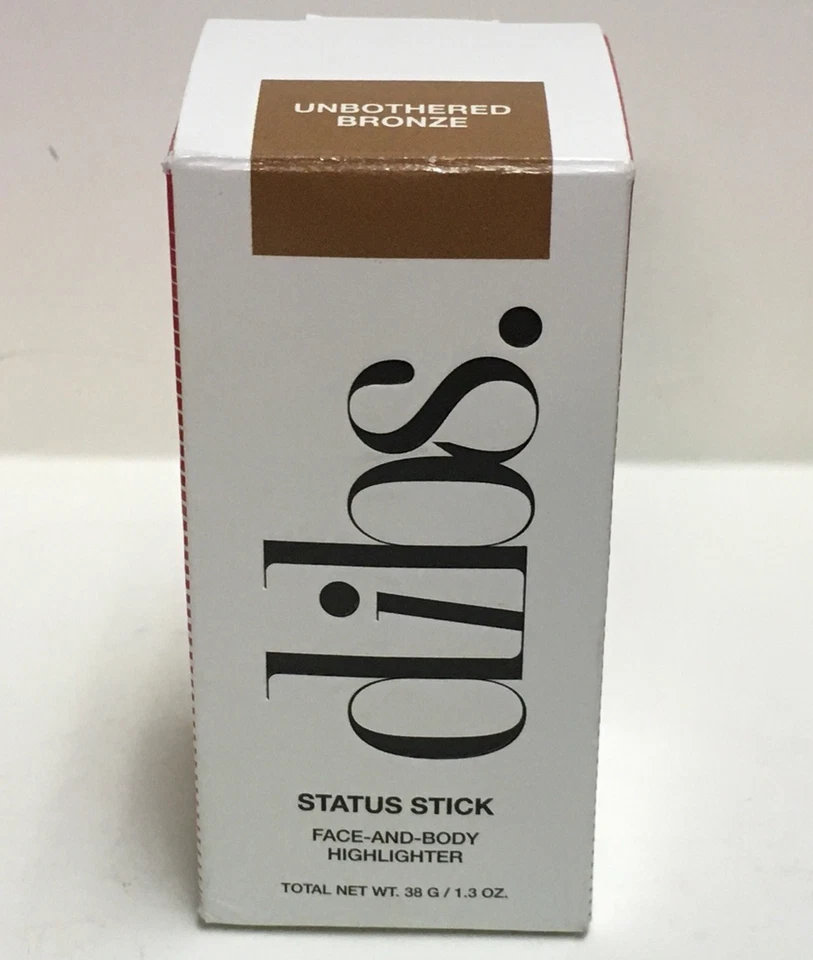 UNBOTHERED
BRONZE
dibs.
STATUS STICK
FACE-AND-BODY
HIGHLIGHTER
TOTAL NET WT. 38 G / 1.3 OZ.